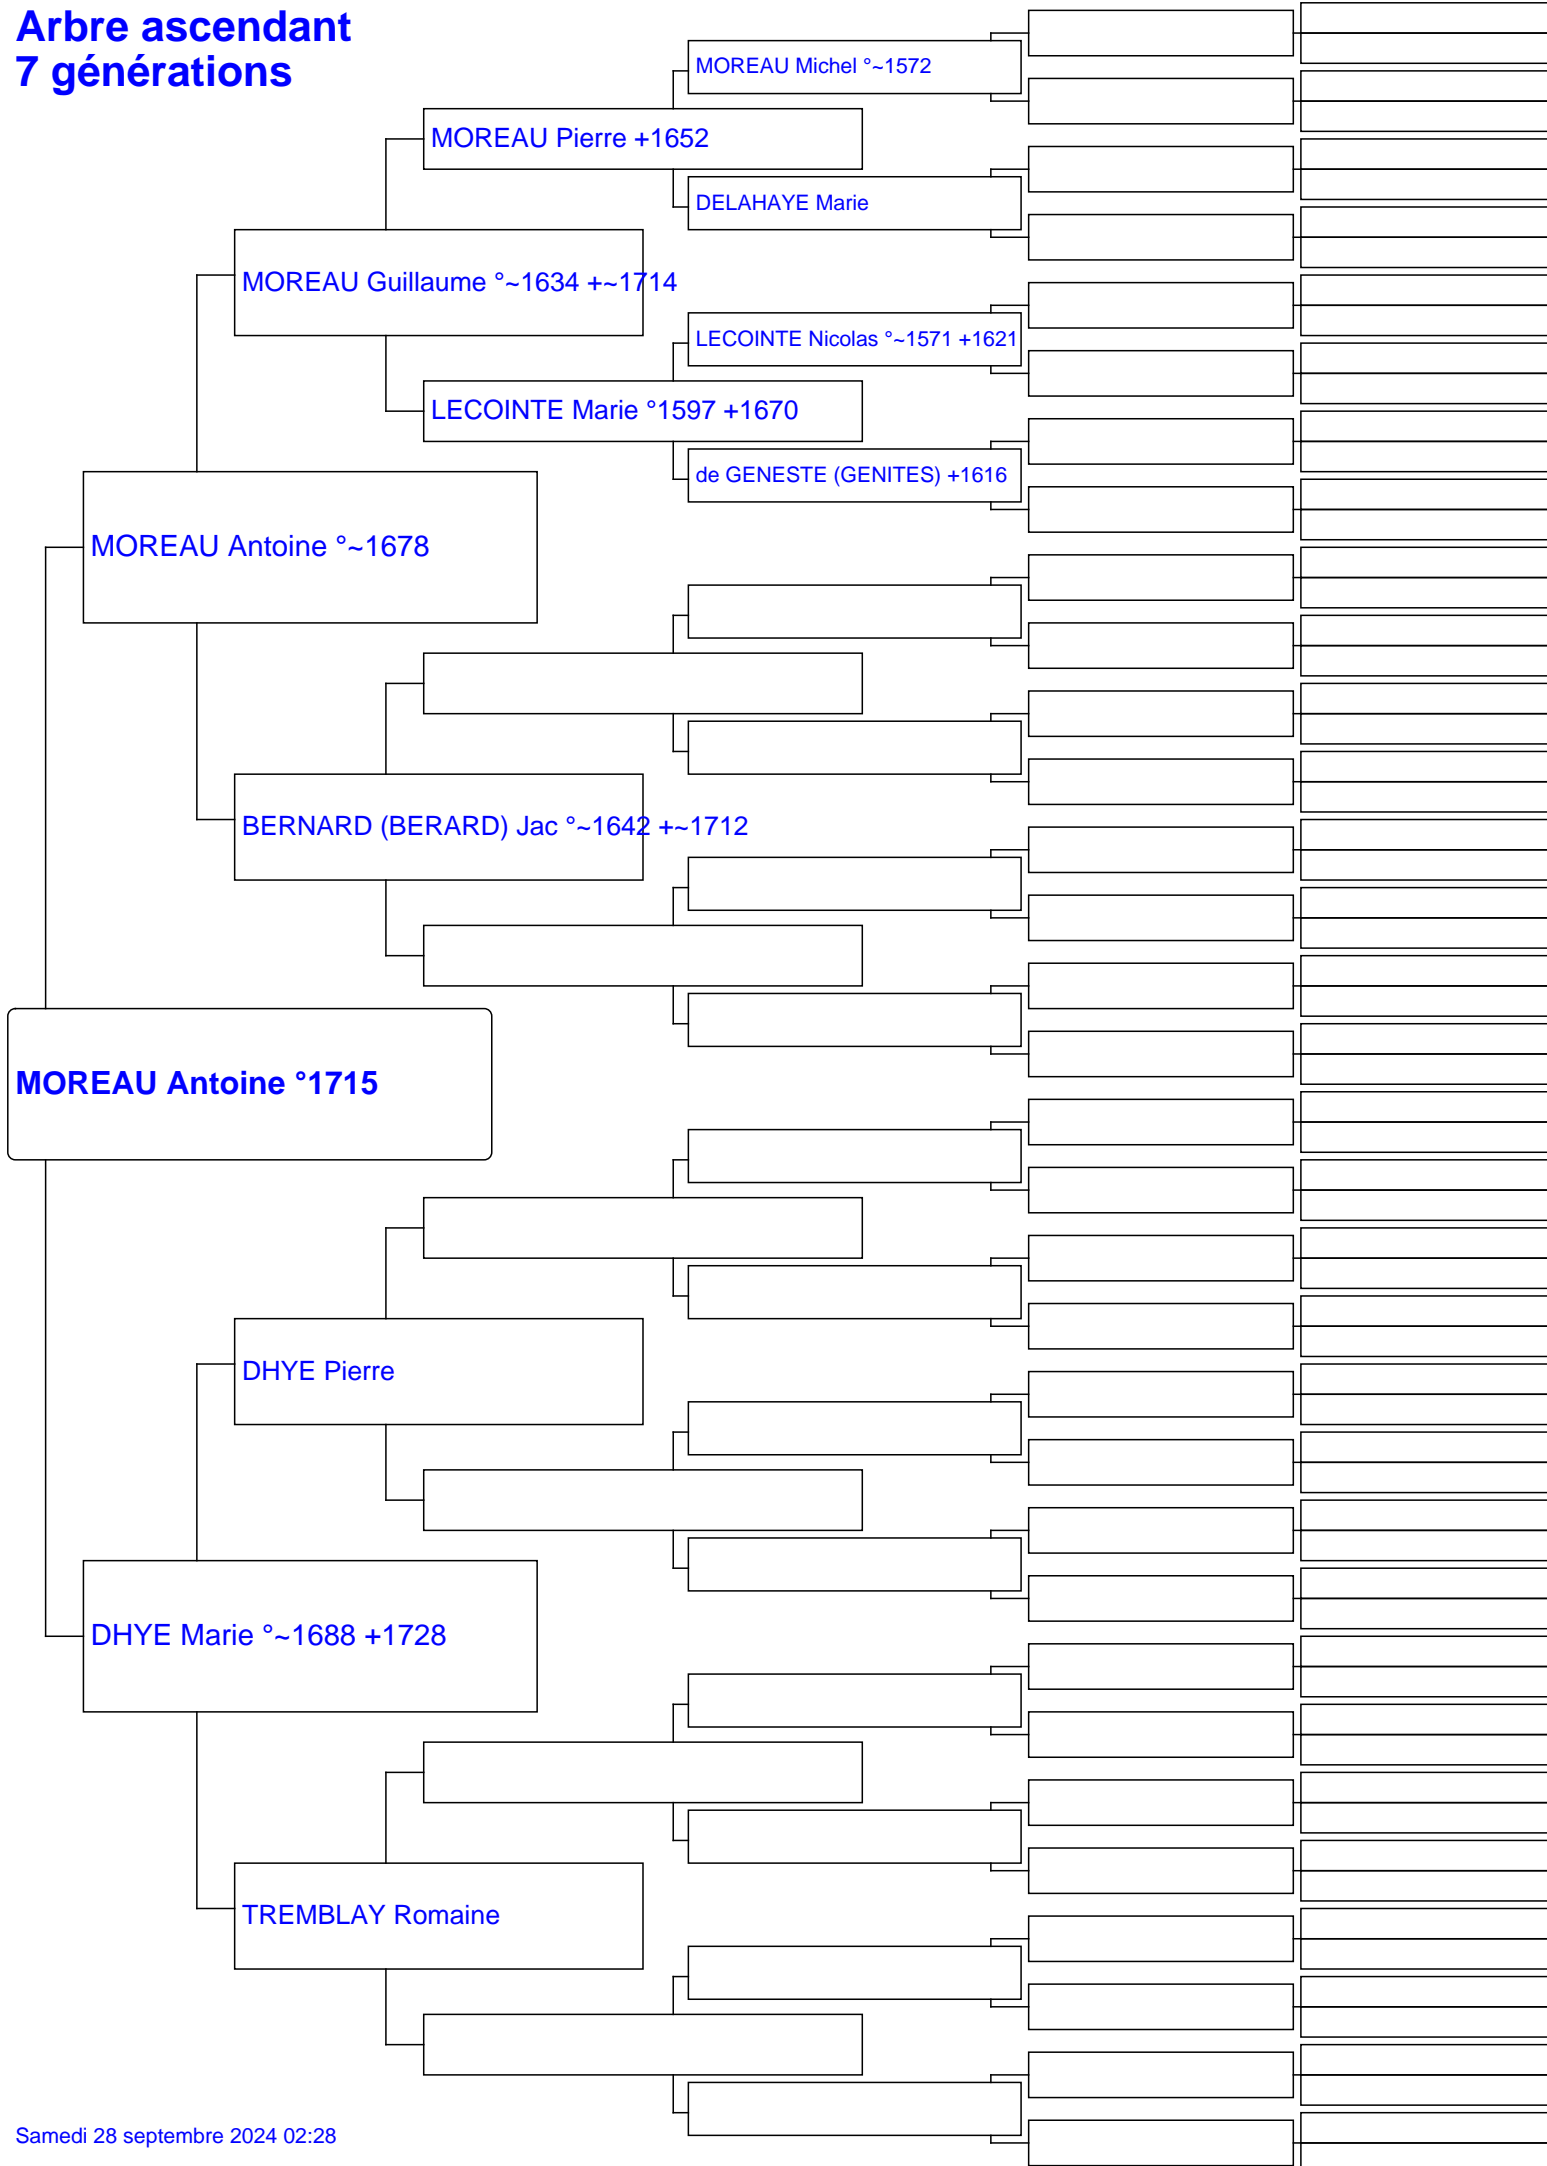 Arbre ascendant
7 générations
MOREAU Michel °~1572
MOREAU Pierre +1652
DELAHAYE Marie
MOREAU Guillaume °~1634 +~1714
LECOINTE Nicolas °~1571 +1621
LECOINTE Marie °1597 +1670
de GENESTE (GENITES) +1616
MOREAU Antoine °~1678
BERNARD (BERARD) Jac °~1642 +~1712
MOREAU Antoine °1715
DHYE Pierre
DHYE Marie °~1688 +1728
TREMBLAY Romaine
Samedi 28 septembre 2024 02:28